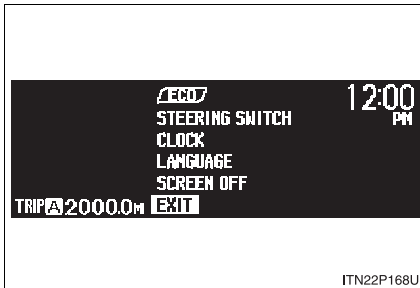 ECO 12:00
STEERING SWITCH PM
CLOCK
LANGUAGE
SCREEN OFF
TRIP A 2000.0M EXIT
ITN22P168U